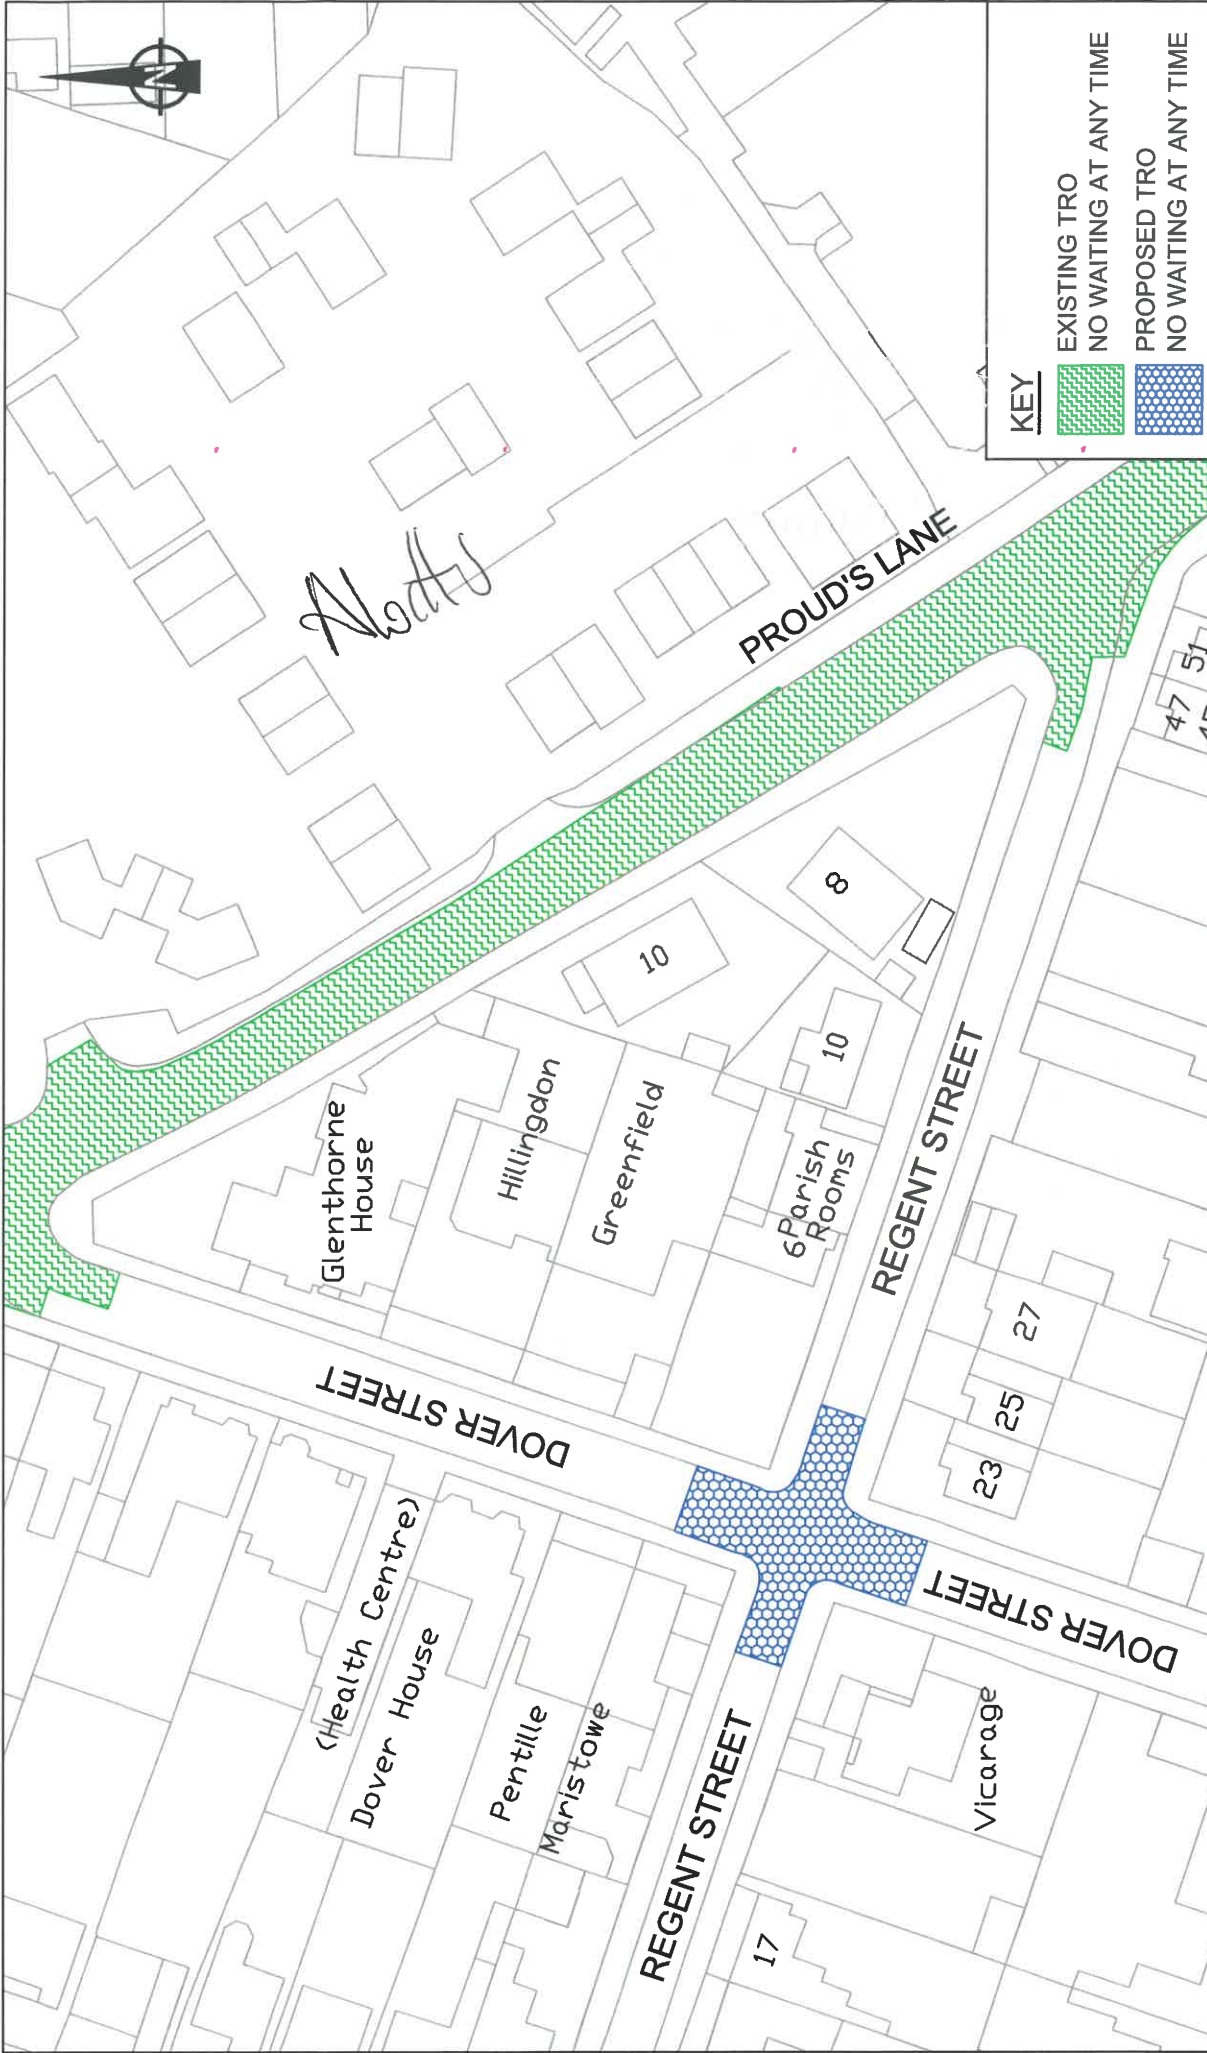 N
KEY
EXISTING TRO
NO WAITING AT ANY TIME
PROPOSED TRO
NO WAITING AT ANY TIME
PROUD'S LANE
51
47
8
10
10
REGENT STREET
Hillingdon
Greenfield
6 Parish
Rooms
Glenthorne
House
27
25
23
DOVER STREET
DOVER STREET
(Health Centre)
Dover House
Pentille
Maristowe
REGENT STREET
Vicarage
17